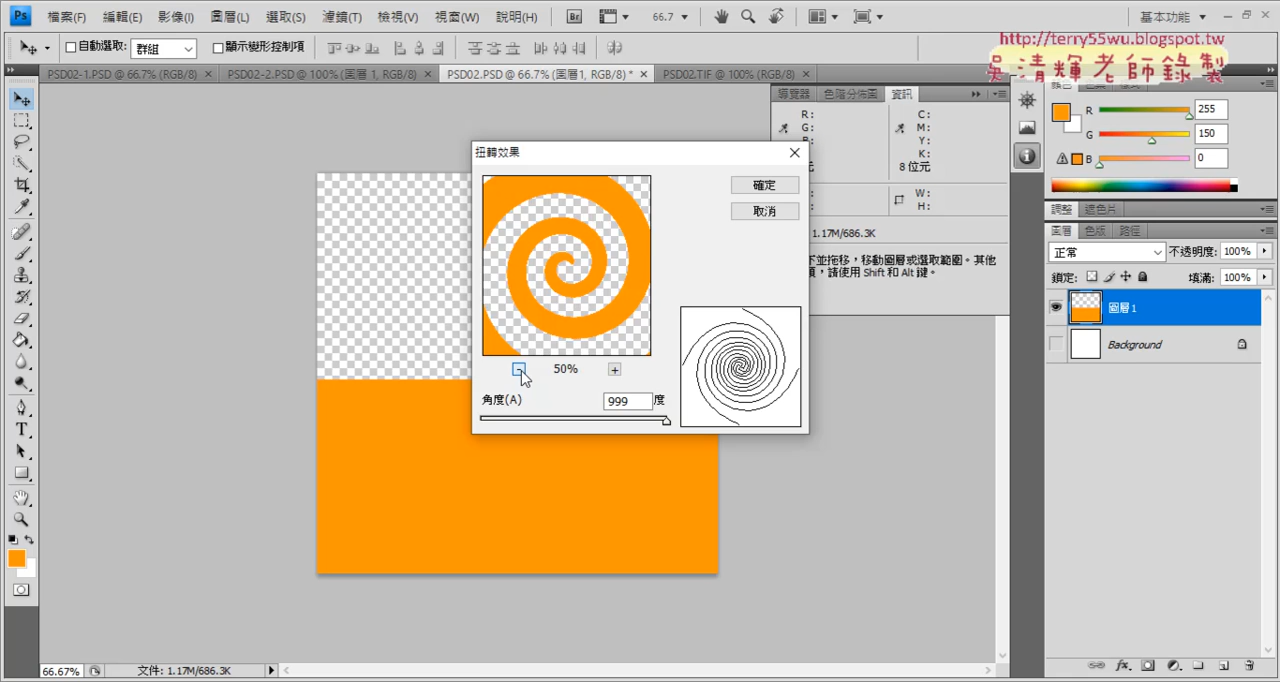 Ps 檔案(F) 編輯(E) 影像(I) 圖層(L) 選取(S) 濾鏡(T) 檢視(V) 視窗(W) 說明(H) Br 66.7 基本功能
自動選取: 群組 顯示變形控制項
http://terry55wu.blogspot.tw
吳清輝老師錄製
PSD02-1.PSD @ 66.7% (RGB/8) × PSD02-2.PSD @ 100% (圖層 1, RGB/8) × PSD02.PSD @ 66.7% (圖層1, RGB/8) * × PSD02.TIF @ 100% (RGB/8) ×
導覽器 色階分佈圖 資訊
R: C:
G: M:
Y:
K:
8 位元
W:
H:
1.17M/686.3K
下並拖移，移動圖層或選取範圍。其他
請使用 Shift 和 Alt 鍵。
扭轉效果
確定
取消
50%
角度(A) 999 度
R 255
G 150
B 0
調整 遮色片
圖層 色版 路徑
正常 不透明度: 100%
鎖定: 填滿: 100%
圖層1
Background
T
66.67% 文件: 1.17M/686.3K